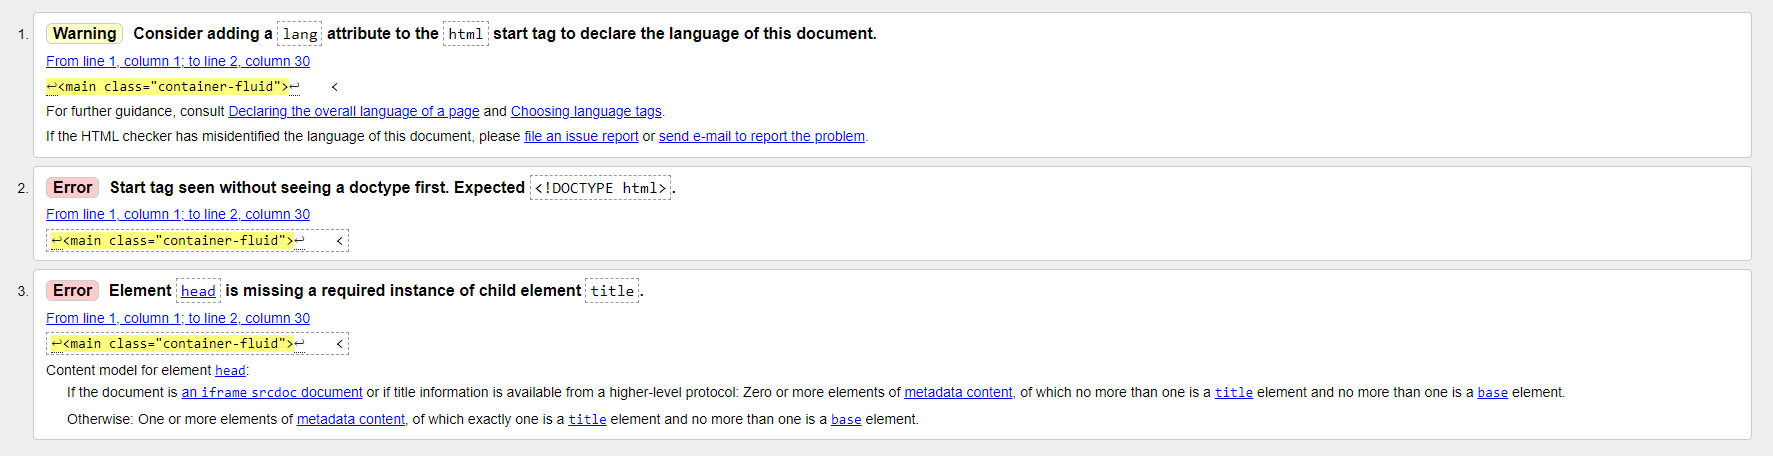 1. Warning Consider adding a lang attribute to the html start tag to declare the language of this document.
From line 1, column 1; to line 2, column 30
↩<main class="container-fluid">↩    <
For further guidance, consult Declaring the overall language of a page and Choosing language tags.
If the HTML checker has misidentified the language of this document, please file an issue report or send e-mail to report the problem.
2. Error Start tag seen without seeing a doctype first. Expected <!DOCTYPE html>.
From line 1, column 1; to line 2, column 30
↩<main class="container-fluid">↩    <
3. Error Element head is missing a required instance of child element title.
From line 1, column 1; to line 2, column 30
↩<main class="container-fluid">↩    <
Content model for element head:
If the document is an iframe srcdoc document or if title information is available from a higher-level protocol: Zero or more elements of metadata content, of which no more than one is a title element and no more than one is a base element.
Otherwise: One or more elements of metadata content, of which exactly one is a title element and no more than one is a base element.